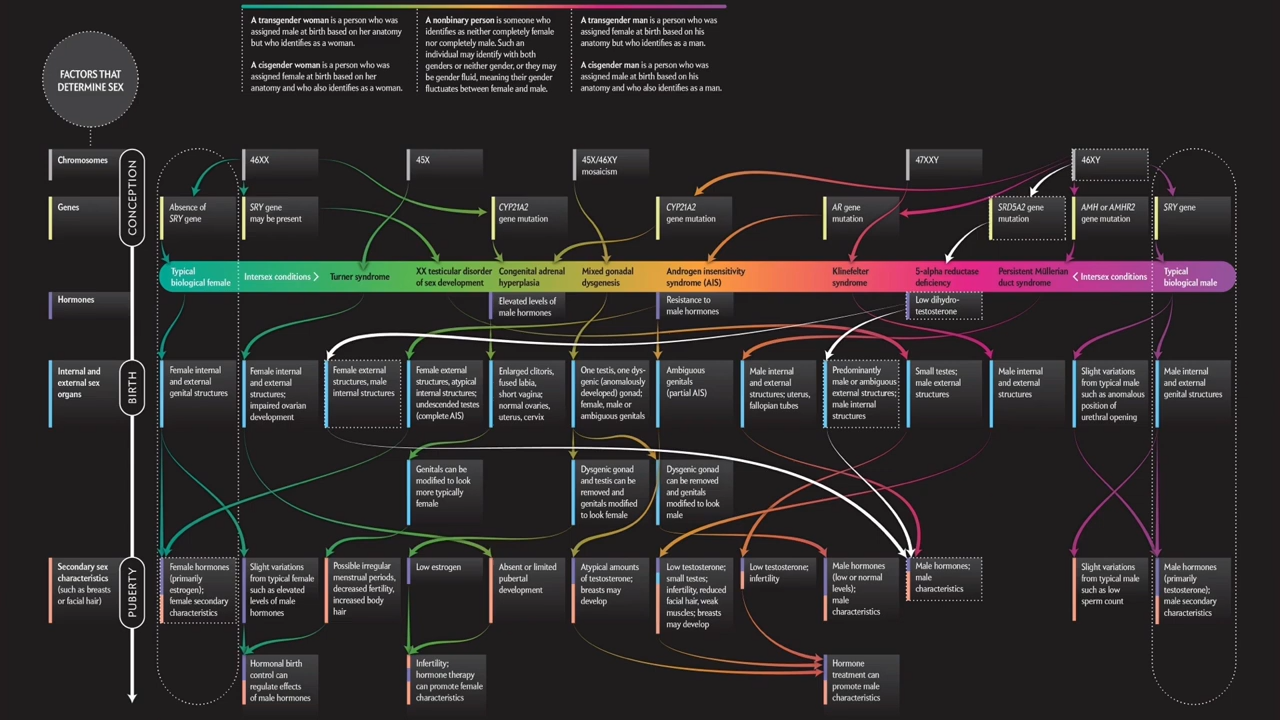 A transgender woman is a person who was
assigned male at birth based on her anatomy
but who identifies as a woman.
A cisgender woman is a person who was
assigned female at birth based on her
anatomy and who also identifies as a woman.
A nonbinary person is someone who
identifies as neither completely female
nor completely male. Such an
individual may identify with both
genders or neither gender, or they may
be gender fluid, meaning their gender
fluctuates between female and male.
A transgender man is a person who was
assigned female at birth based on his
anatomy but who identifies as a man.
A cisgender man is a person who was
assigned male at birth based on his
anatomy and who also identifies as a man.
FACTORS THAT
DETERMINE SEX
CONCEPTION
Chromosomes
46XX
45X
45X/46XY
mosaicism
47XXY
46XY
Genes
Absence of
SRY gene
SRY gene
may be present
CYP21A2
gene mutation
CYP21A2
gene mutation
AR gene
mutation
SRD5A2 gene
mutation
AMH or AMHR2
gene mutation
SRY gene
Typical
biological female
Intersex conditions >
Turner syndrome
XX testicular disorder
of sex development
Congenital adrenal
hyperplasia
Mixed gonadal
dysgenesis
Androgen insensitivity
syndrome (AIS)
Klinefelter
syndrome
5-alpha reductase
deficiency
Persistent Müllerian
duct syndrome
< Intersex conditions
Typical
biological male
Hormones
Elevated levels of
male hormones
Resistance to
male hormones
Low dihydro-
testosterone
BIRTH
Internal and
external sex
organs
Female internal
and external
genital structures
Female internal
and external
structures;
impaired ovarian
development
Female external
structures, male
internal structures
Female external
structures, atypical
internal structures;
undescended testes
(complete AIS)
Enlarged clitoris,
fused labia,
short vagina;
normal ovaries,
uterus, cervix
One testis, one dys-
genic (anomalously
developed) gonad;
female, male or
ambiguous genitals
Ambiguous
genitals
(partial AIS)
Male internal
and external
structures; uterus,
fallopian tubes
Predominantly
male or ambiguous
external structures;
male internal
structures
Small testes;
male external
structures
Male internal
and external
structures
Slight variations
from typical male
such as anomalous
position of
urethral opening
Male internal
and external
genital structures
Genitals can be
modified to look
more typically
female
Dysgenic gonad
and testis can be
removed and
genitals modified
to look female
Dysgenic gonad
can be removed
and genitals
modified to look
male
PUBERTY
Secondary sex
characteristics
(such as breasts
or facial hair)
Female hormones
(primarily
estrogen);
female secondary
characteristics
Slight variations
from typical female
such as elevated
levels of male
hormones
Possible irregular
menstrual periods,
decreased fertility,
increased body
hair
Low estrogen
Absent or limited
pubertal
development
Atypical amounts
of testosterone;
breasts may
develop
Low testosterone;
small testes;
infertility, reduced
facial hair, weak
muscles; breasts
may develop
Low testosterone;
infertility
Male hormones
(low or normal
levels);
male
characteristics
Male hormones;
male
characteristics
Slight variations
from typical male
such as low
sperm count
Male hormones
(primarily
testosterone);
male secondary
characteristics
Hormonal birth
control can
regulate effects
of male hormones
Infertility;
hormone therapy
can promote female
characteristics
Hormone
treatment can
promote male
characteristics